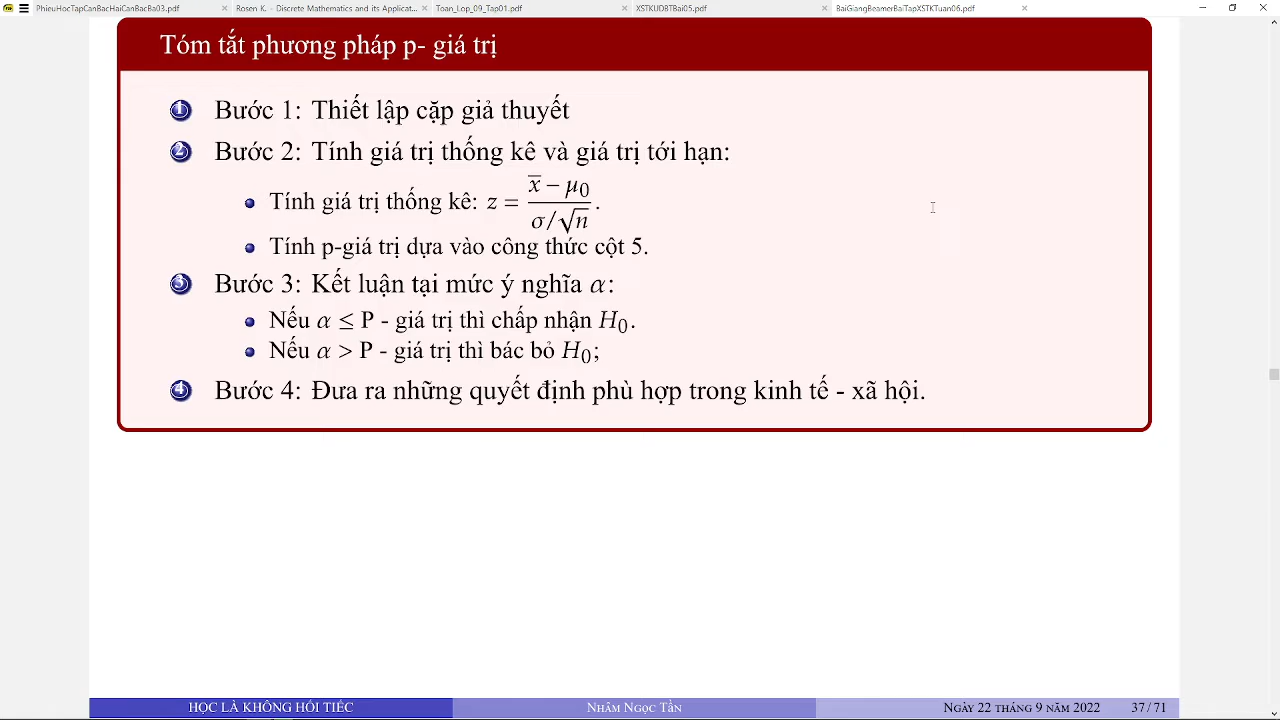 PhieuHocTapCanBacHaiCanBacBa03.pdf × Rosen K. - Discrete Mathematics and its Applicat... × Toan_Lop_09_Tap01.pdf × XSTKUDBTBai05.pdf × BaiGiangBeamerBaiTapXSTKTuan06.pdf ×
Tóm tắt phương pháp p- giá trị
1 Bước 1: Thiết lập cặp giả thuyết
2 Bước 2: Tính giá trị thống kê và giá trị tới hạn:
Tính giá trị thống kê: z = (x̅ − μ₀)/(σ/√n).
Tính p-giá trị dựa vào công thức cột 5.
3 Bước 3: Kết luận tại mức ý nghĩa α:
Nếu α ≤ P - giá trị thì chấp nhận H₀.
Nếu α > P - giá trị thì bác bỏ H₀;
4 Bước 4: Đưa ra những quyết định phù hợp trong kinh tế - xã hội.
HỌC LÀ KHÔNG HỐI TIẾC Nhâm Ngọc Tần Ngày 22 tháng 9 năm 2022 37/71